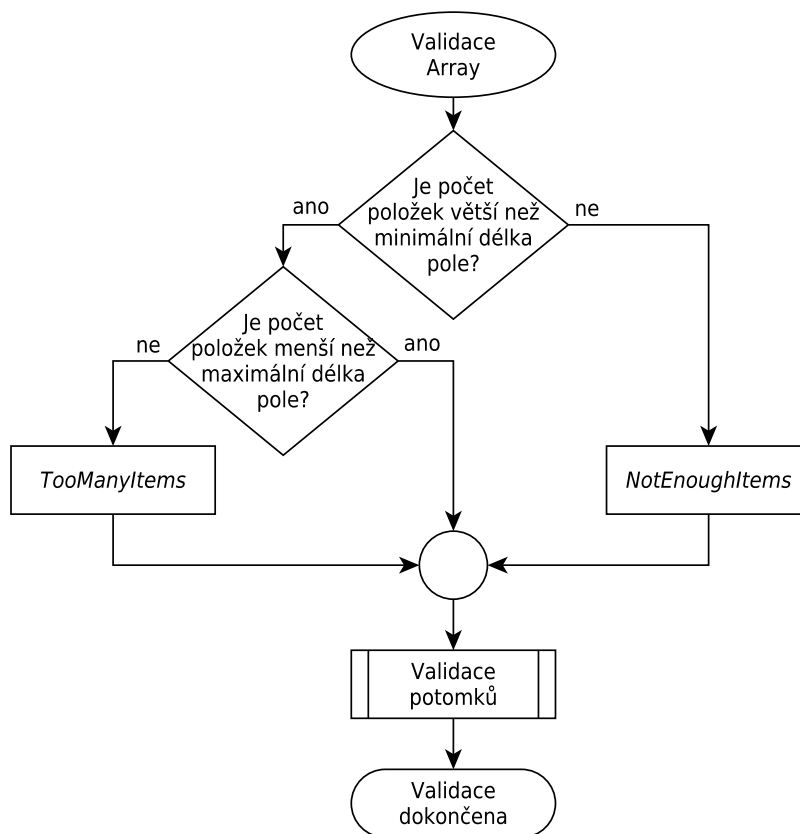 Validace
Array
Je počet
položek větší než
minimální délka
pole?
ano
ne
Je počet
položek menší než
maximální délka
pole?
ne
ano
TooManyItems
NotEnoughItems
Validace
potomků
Validace
dokončena